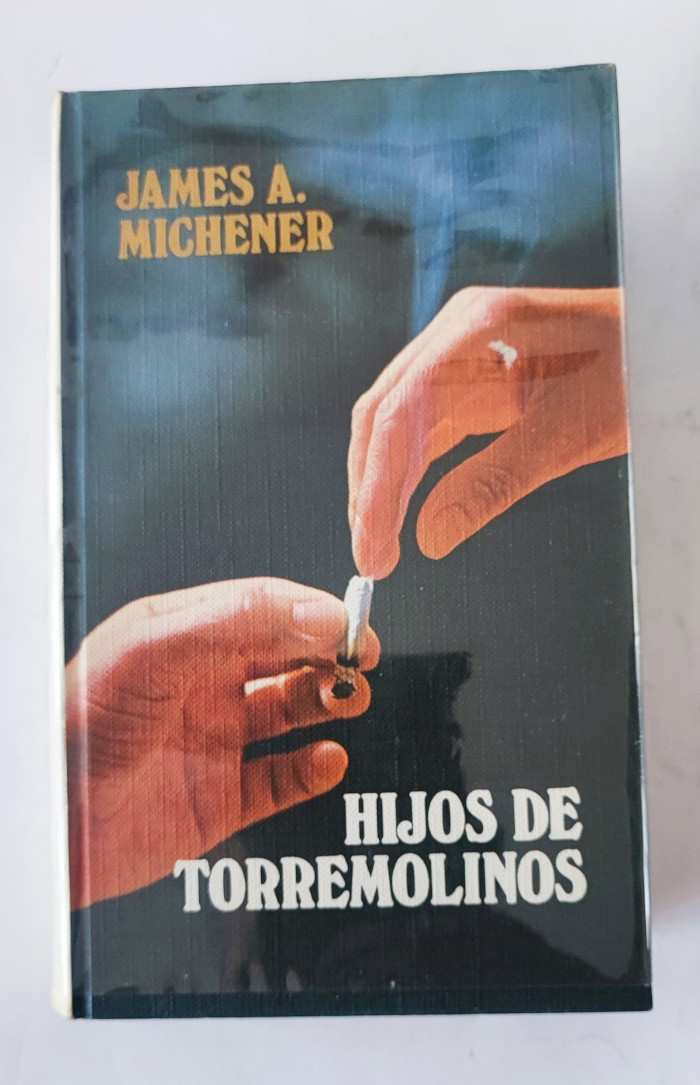 JAMES A.
MICHENER
HIJOS DE
TORREMOLINOS